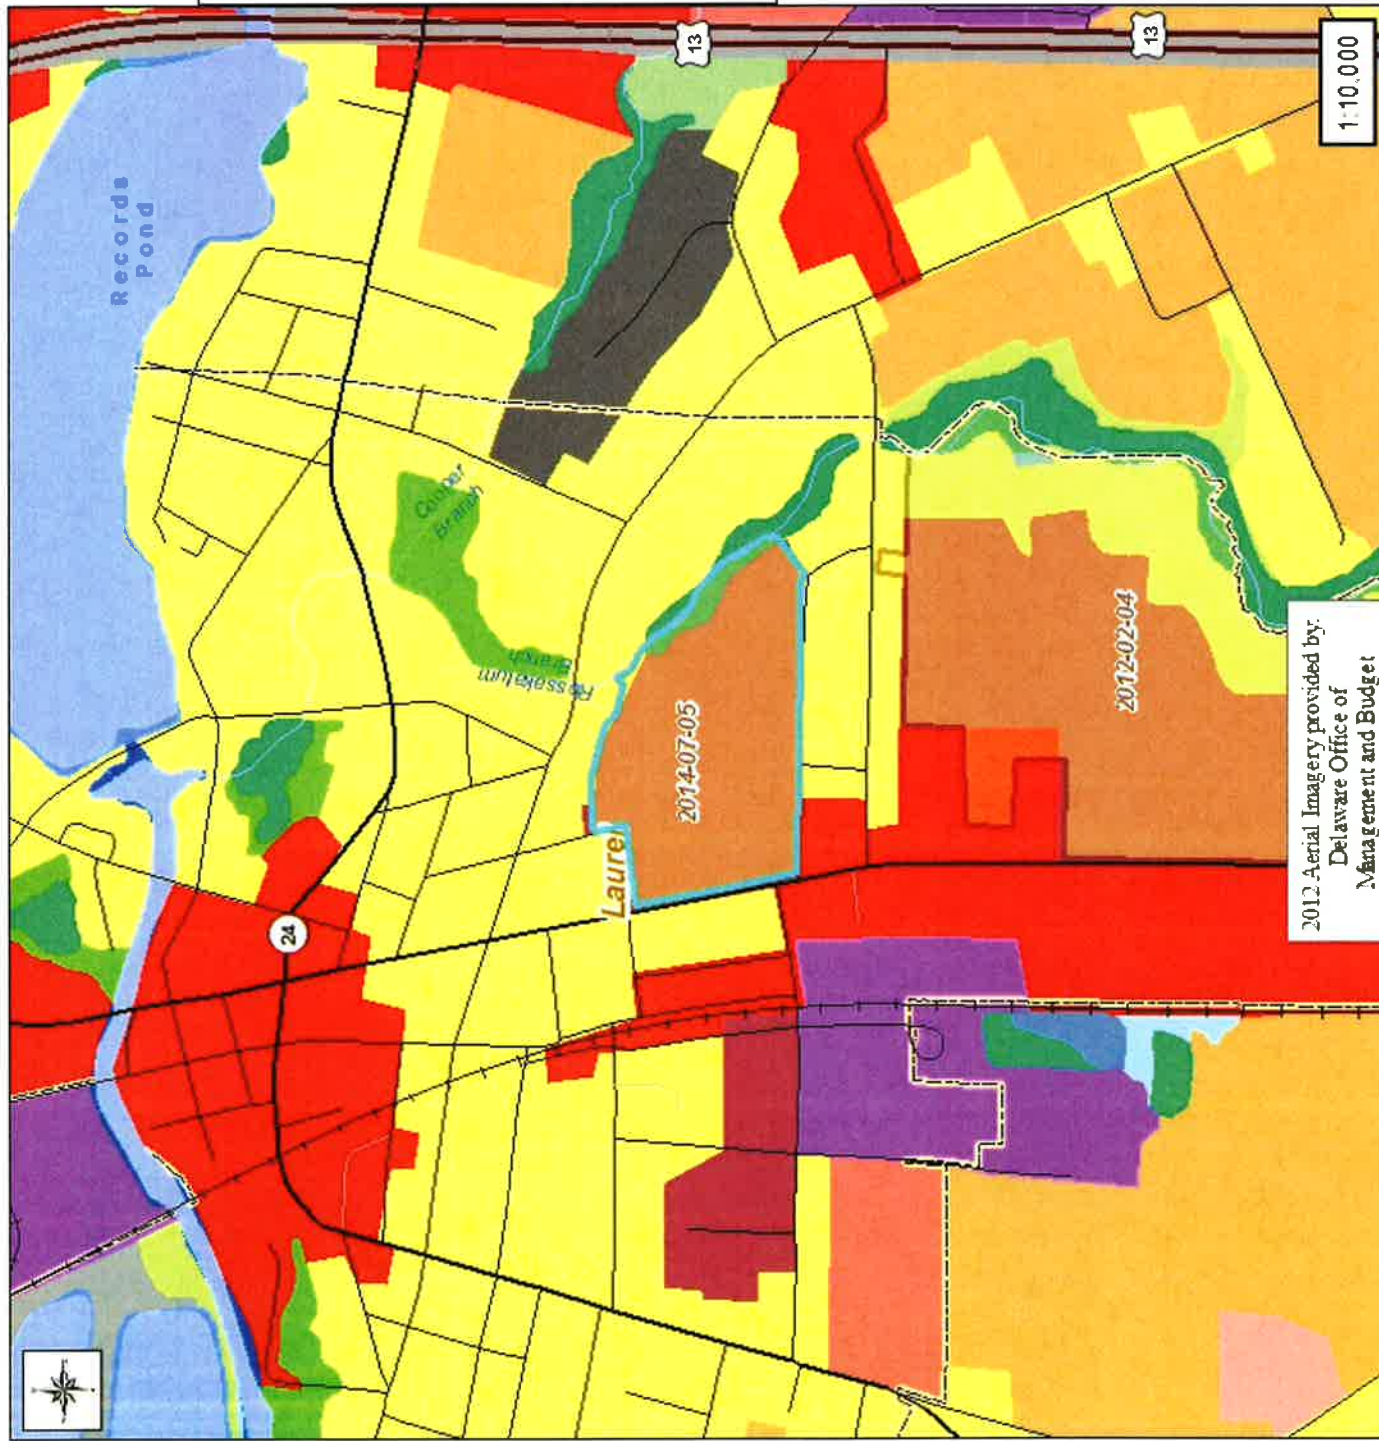 Records
Pond
13
13
1:10,000
Cooper
Branch
Rossakatum
Branch
24
Laurel
2014-07-05
2012-02-04
2012 Aerial Imagery provided by:
Delaware Office of
Management and Budget